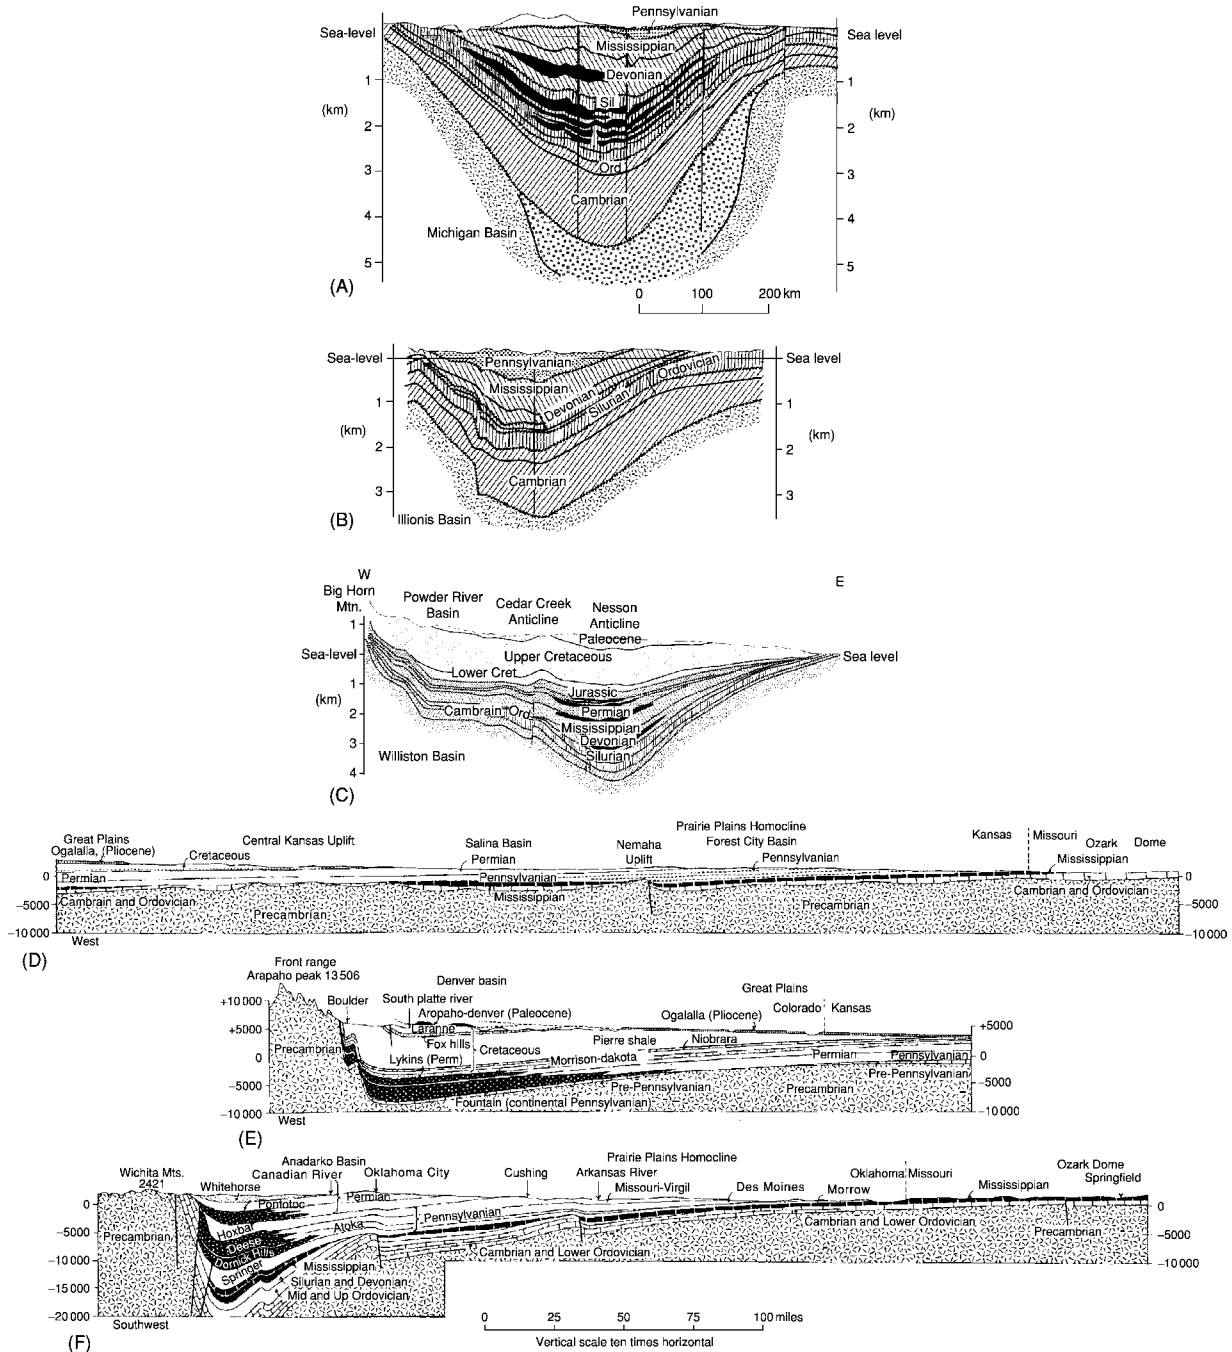 Pennsylvanian
Sea-level
Sea level
Mississippian
Devonian
1
1
(km)
(km)
Sil
2
2
3
3
Ord
Cambrian
4
4
Michigan Basin
5
5
(A)
0 100 200 km
Sea-level
Sea level
Pennsylvanian
Ordovician
Mississippian
Devonian
Silurian
1
1
(km)
(km)
2
2
Cambrian
3
3
(B)
Illionis Basin
W
E
Big Horn
Mtn.
Powder River
Basin
Cedar Creek
Anticline
Nesson
Anticline
1
Paleocene
Sea-level
Upper Cretaceous
Sea level
Lower Cret
1
Jurassic
(km)
Permian
2
Cambrain Ord
Mississippian
Devonian
3
Silurian
Williston Basin
4
(C)
Great Plains
Ogalalla, (Pliocene)
Cretaceous
Central Kansas Uplift
Salina Basin
Permian
Nemaha
Uplift
Prairie Plains Homocline
Forest City Basin
Pennsylvanian
Kansas Missouri
Ozark Dome
Mississippian
0
Permian
Pennsylvanian
0
Cambrain and Ordovician
Mississippian
Cambrian and Ordovician
−5000
Precambrian
Precambrian
−5000
−10 000
−10 000
West
(D)
Front range
Arapaho peak 13 506
Denver basin
Great Plains
+10 000
Boulder
South platte river
Aropaho-denver (Paleocene)
Ogalalla (Pliocene)
Colorado Kansas
+5000
Laranne
+5000
Fox hills
Pierre shale
Niobrara
Precambrian
Lykins (Perm)
Cretaceous
Morrison-dakota
Permian
Pennsylvanian
0
0
−5000
Pre-Pennsylvanian
Precambrian
Pre-Pennsylvanian
−5000
Fountain (continental Pennsylvanian)
−10 000
−10 000
West
(E)
Wichita Mts.
2421
Whitehorse
Anadarko Basin
Canadian River
Oklahoma City
Cushing
Prairie Plains Homocline
Arkansas River
Missouri-Virgil
Des Moines
Morrow
Oklahoma Missouri
Mississippian
Ozark Dome
Springfield
0
Permian
0
Pontotoc
Pennsylvanian
Hoxbar
Atoka
Cambrian and Lower Ordovician
−5000
Precambrian
Deese
Precambrian
−5000
Dornick Hills
Cambrian and Lower Ordovician
−10 000
Springer
Mississippian
−10 000
Silurian and Devonian
−15 000
Mid and Up Ordovician
−20 000
Southwest
(F)
0 25 50 75 100 miles
Vertical scale ten times horizontal